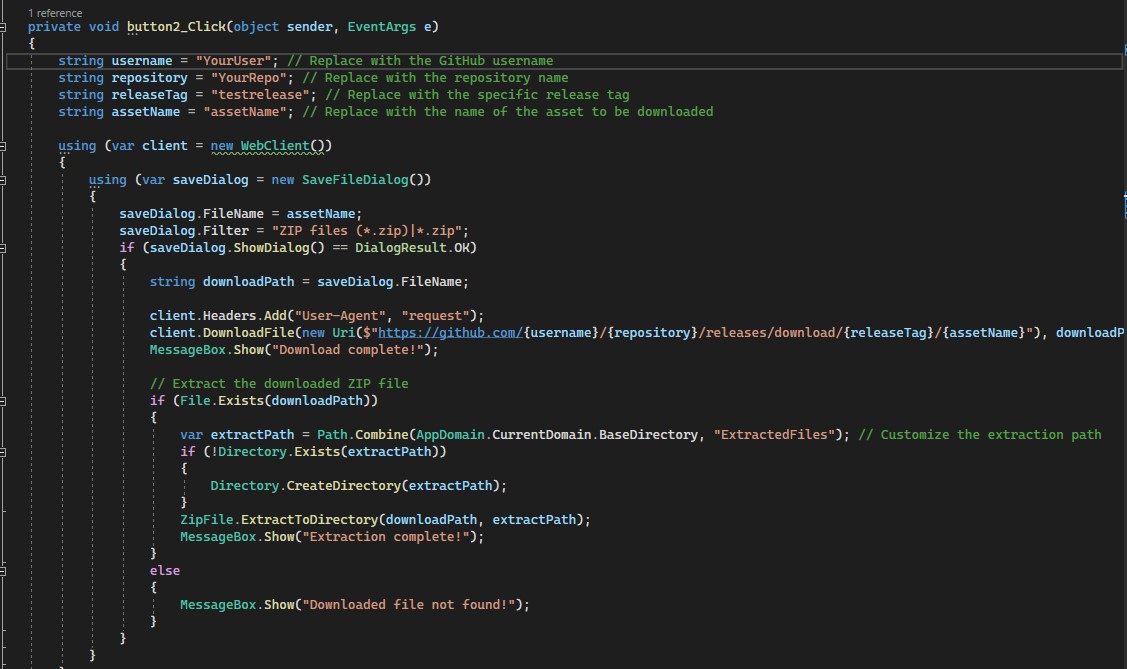 1 reference
private void button2_Click(object sender, EventArgs e)
{
string username = "YourUser"; // Replace with the GitHub username
string repository = "YourRepo"; // Replace with the repository name
string releaseTag = "testrelease"; // Replace with the specific release tag
string assetName = "assetName"; // Replace with the name of the asset to be downloaded
using (var client = new WebClient())
{
using (var saveDialog = new SaveFileDialog())
{
saveDialog.FileName = assetName;
saveDialog.Filter = "ZIP files (*.zip)|*.zip";
if (saveDialog.ShowDialog() == DialogResult.OK)
{
string downloadPath = saveDialog.FileName;
client.Headers.Add("User-Agent", "request");
client.DownloadFile(new Uri($"https://github.com/{username}/{repository}/releases/download/{releaseTag}/{assetName}"), downloadP
MessageBox.Show("Download complete!");
// Extract the downloaded ZIP file
if (File.Exists(downloadPath))
{
var extractPath = Path.Combine(AppDomain.CurrentDomain.BaseDirectory, "ExtractedFiles"); // Customize the extraction path
if (!Directory.Exists(extractPath))
{
Directory.CreateDirectory(extractPath);
}
ZipFile.ExtractToDirectory(downloadPath, extractPath);
MessageBox.Show("Extraction complete!");
}
else
{
MessageBox.Show("Downloaded file not found!");
}
}
}